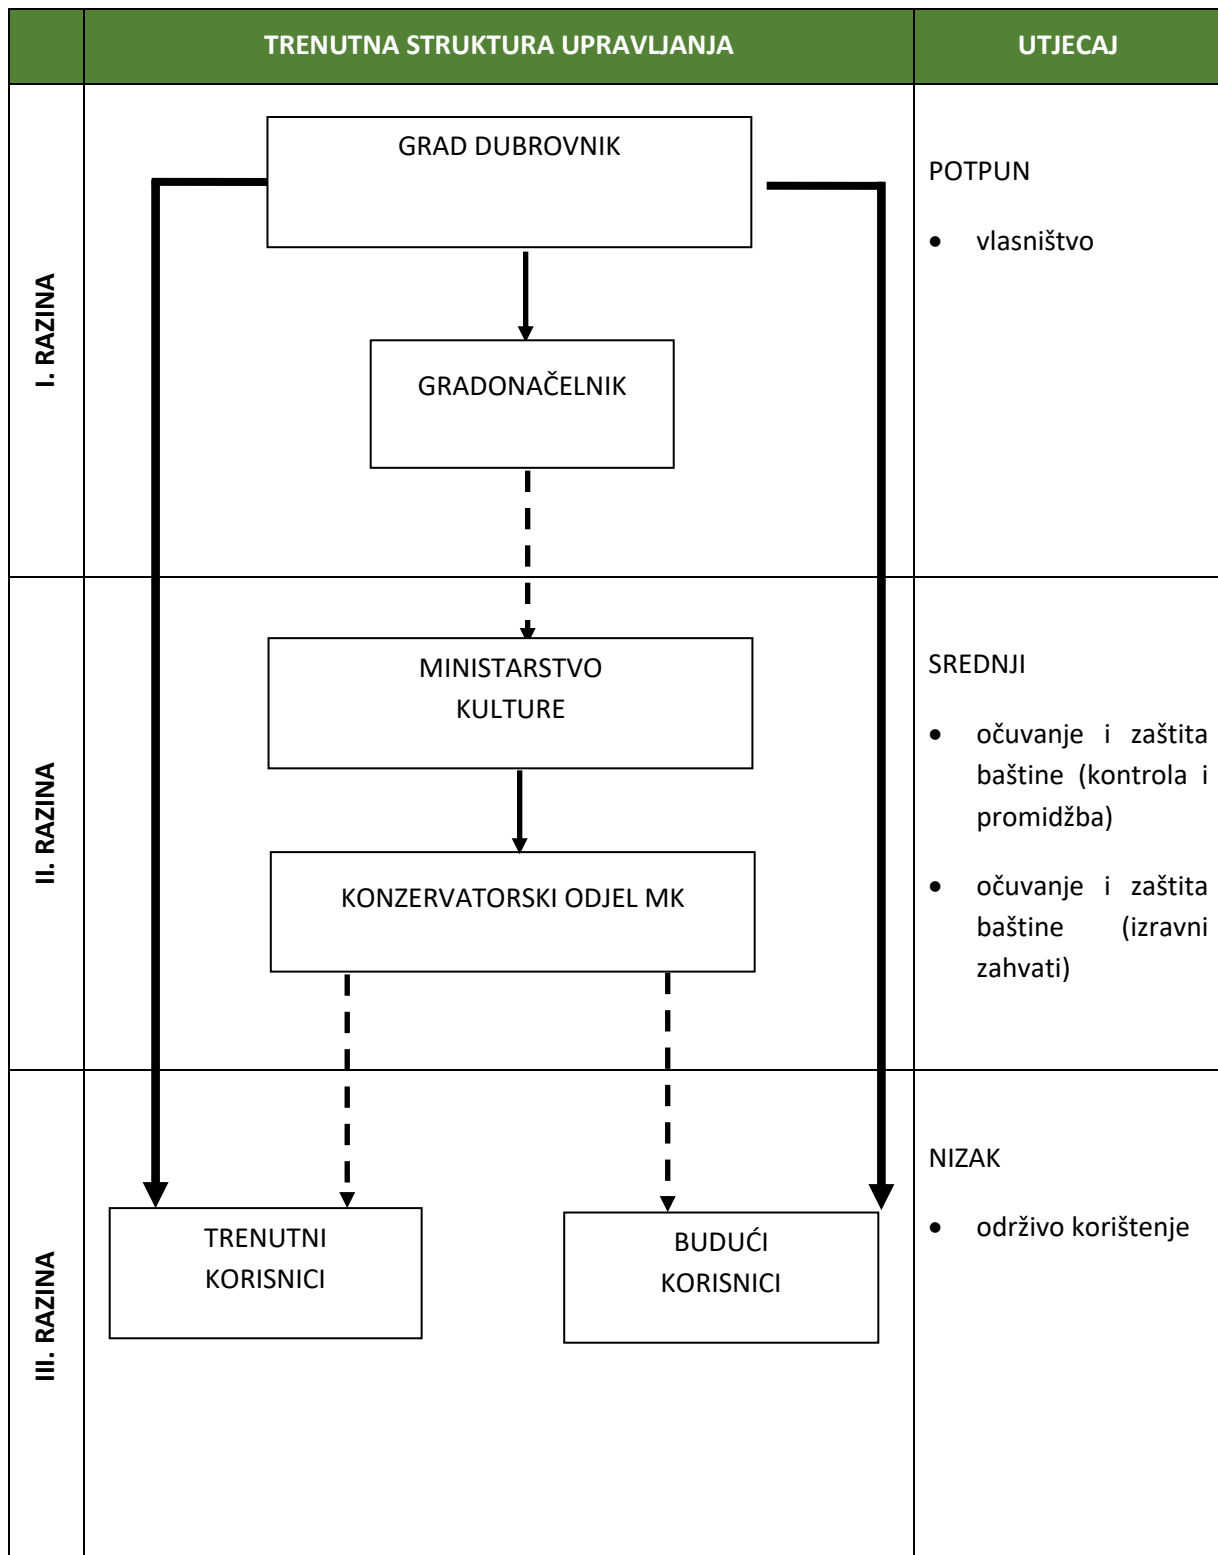 TRENUTNA STRUKTURA UPRAVLJANJA
UTJECAJ
I. RAZINA
GRAD DUBROVNIK
GRADONAČELNIK
POTPUN
• vlasništvo
II. RAZINA
MINISTARSTVO
KULTURE
KONZERVATORSKI ODJEL MK
SREDNJI
• očuvanje i zaštita
baštine (kontrola i
promidžba)
• očuvanje i zaštita
baštine (izravni
zahvati)
III. RAZINA
TRENUTNI
KORISNICI
BUDUĆI
KORISNICI
NIZAK
• održivo korištenje